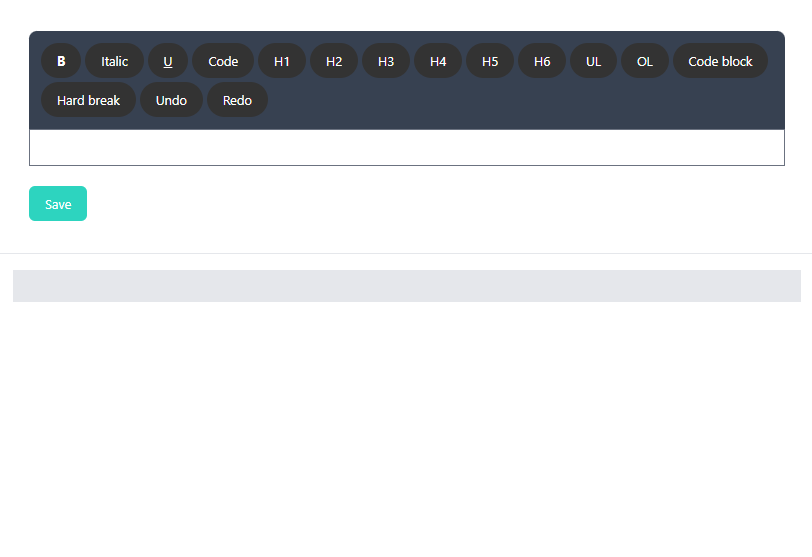 B Italic U Code H1 H2 H3 H4 H5 H6 UL OL Code block
Hard break Undo Redo
Save